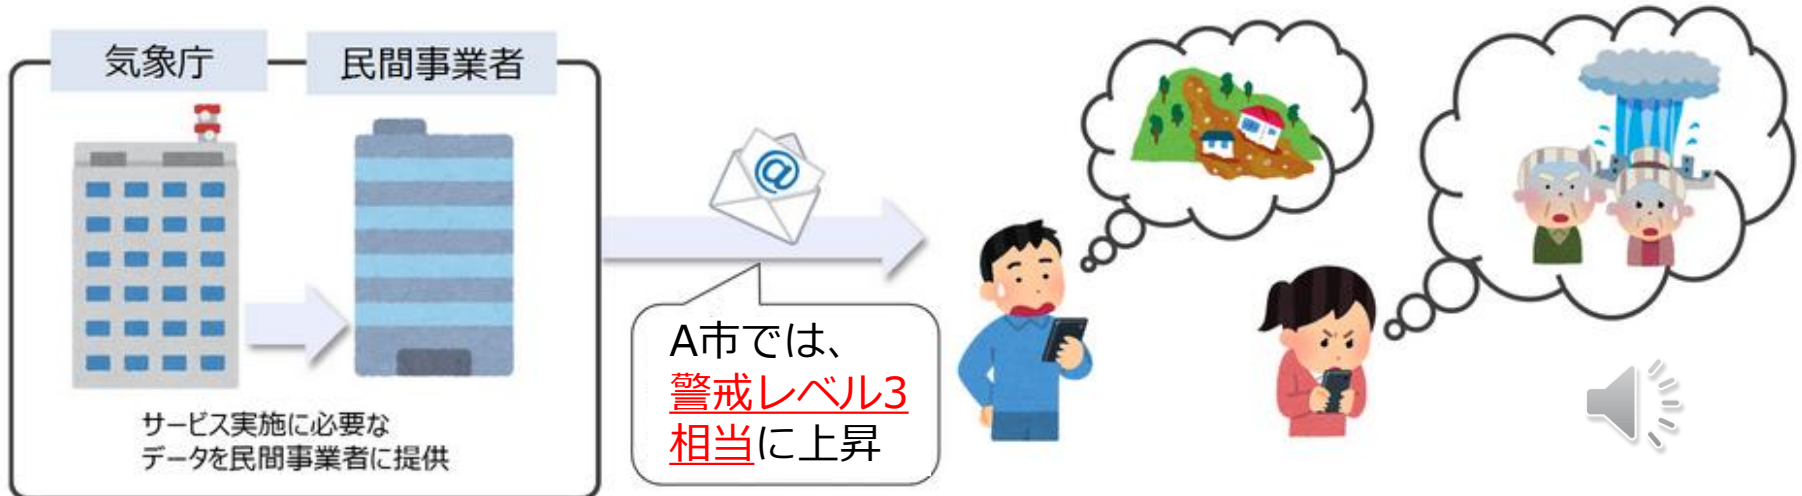 気象庁
民間事業者
サービス実施に必要な
データを民間事業者に提供
@
A市では、
警戒レベル3
相当に上昇